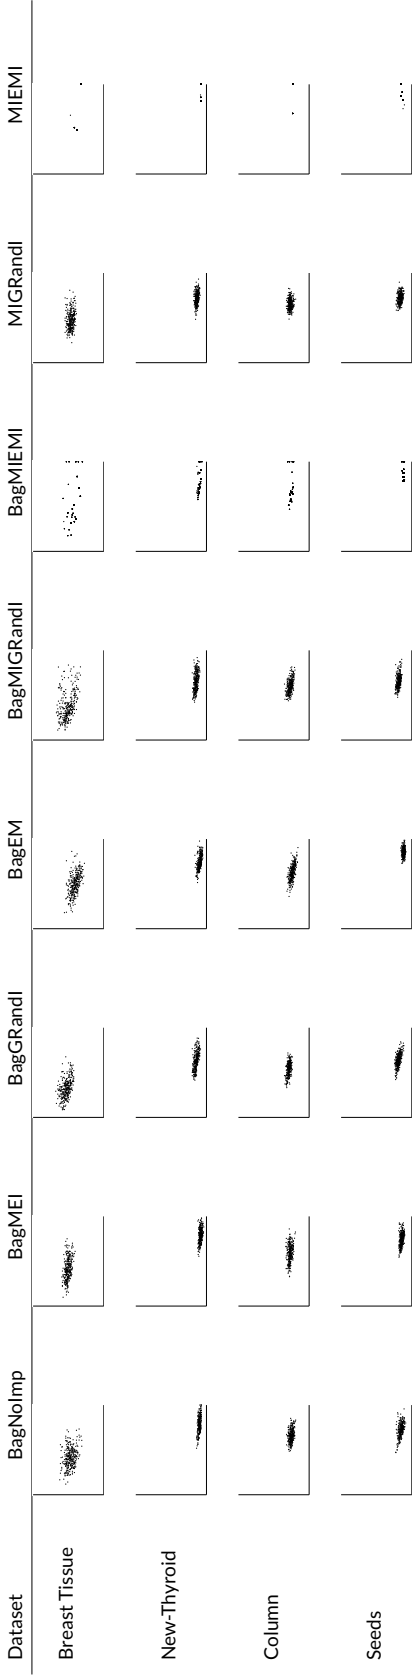 Dataset BagNoImp BagMEI BagGRandI BagEM BagMIGRandI BagMIEMI MIGRandI MIEMI
Breast Tissue
New-Thyroid
Column
Seeds